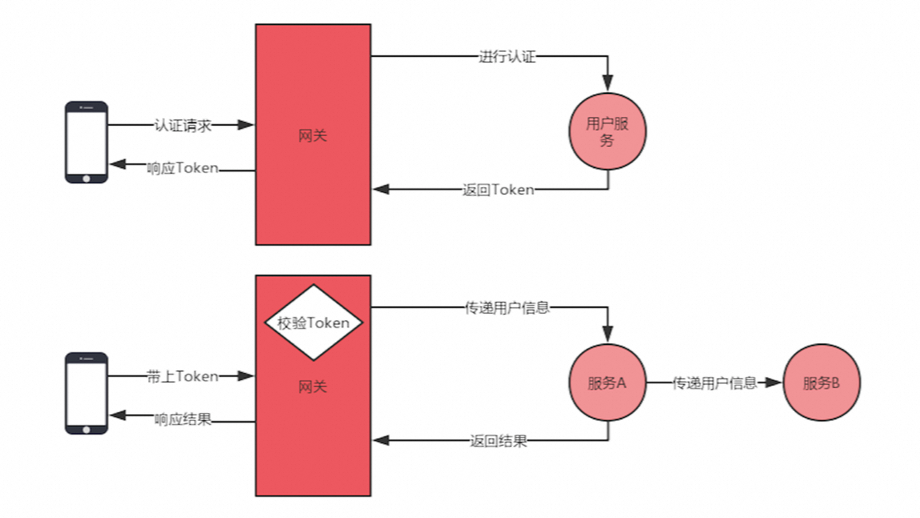 进行认证
认证请求
网关
用户服
务
响应Token
返回Token
校验Token
传递用户信息
带上Token
网关
服务A
传递用户信息
服务B
响应结果
返回结果